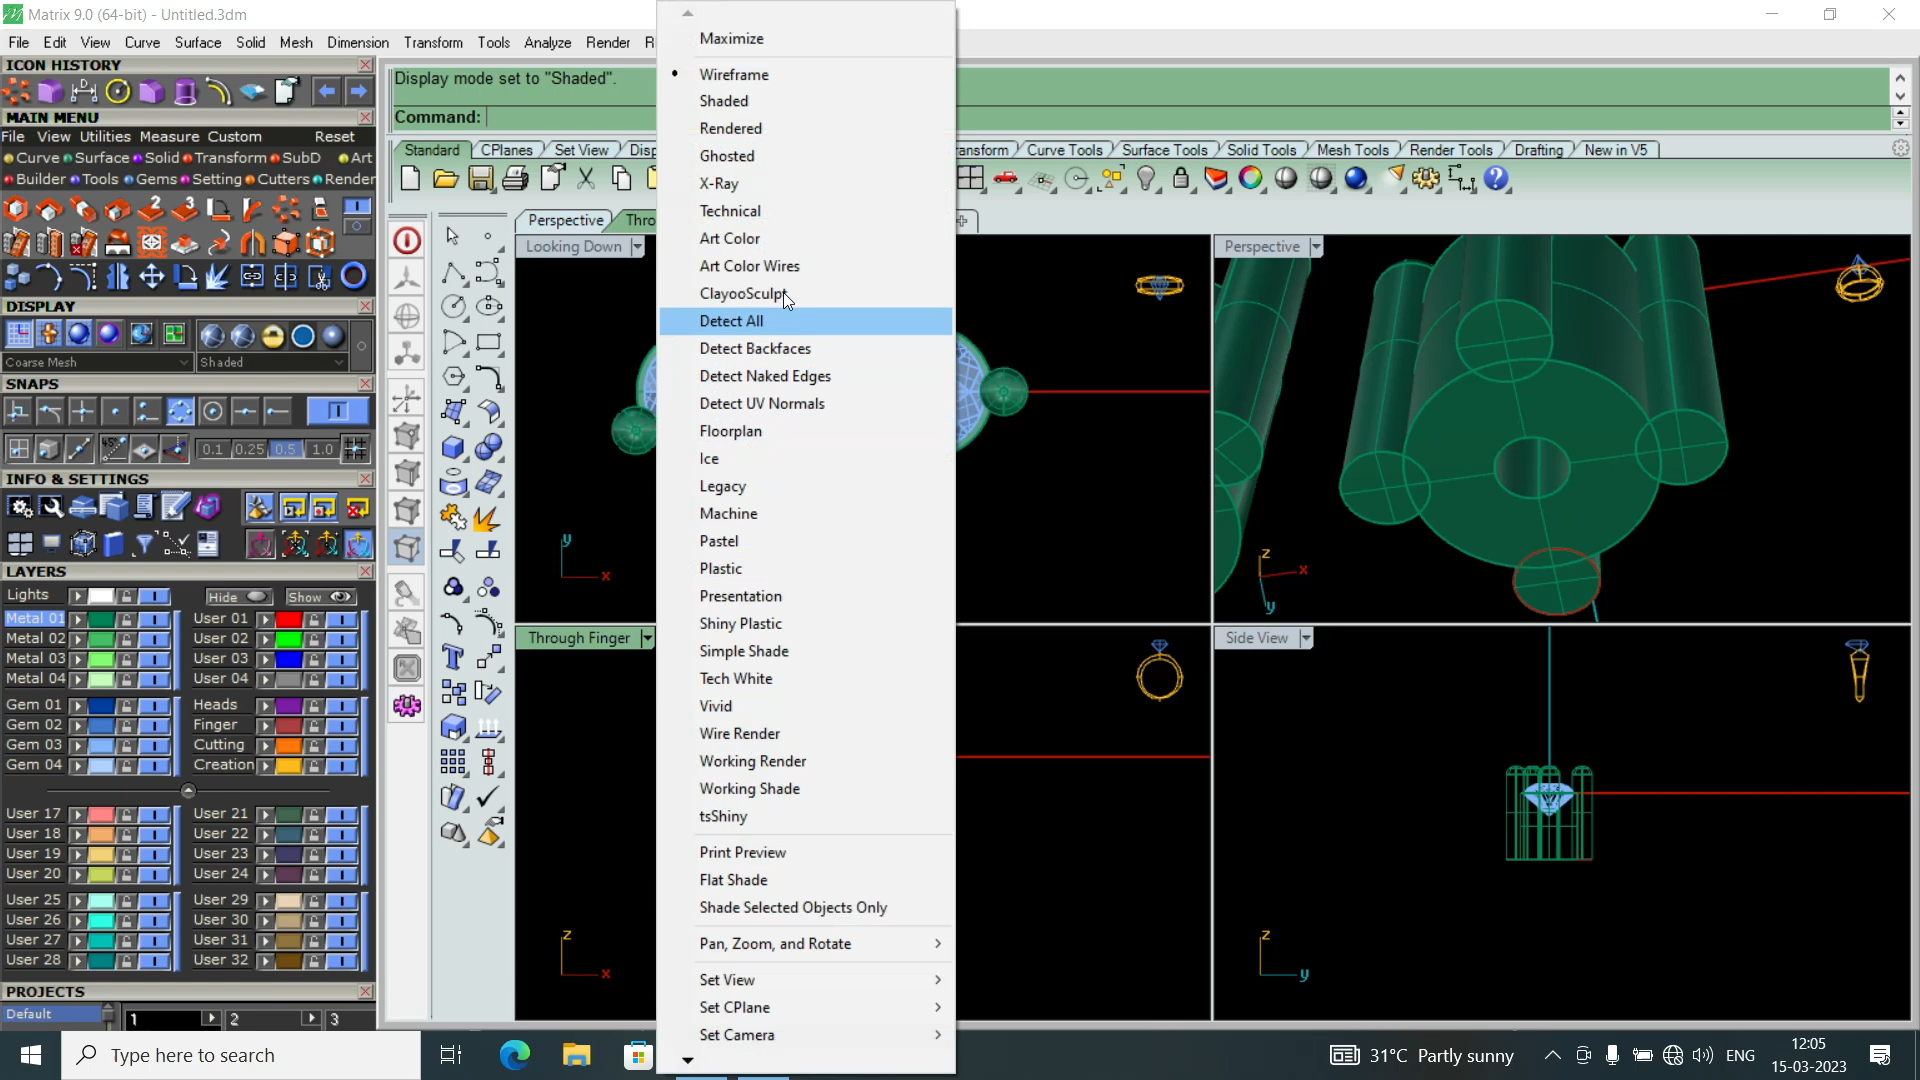 Matrix 9.0 (64-bit) - Untitled.3dm
File Edit View Curve Surface Solid Mesh Dimension Transform Tools Analyze Render
ICON HISTORY
MAIN MENU
File View Utilities Measure Custom Reset
Curve Surface Solid Transform SubD Art
Builder Tools Gems Setting Cutters Render
DISPLAY
Coarse Mesh Shaded
SNAPS
0.1 0.25 0.5 1.0
INFO & SETTINGS
LAYERS
Lights Hide Show
Metal 01 User 01
Metal 02 User 02
Metal 03 User 03
Metal 04 User 04
Gem 01 Heads
Gem 02 Finger
Gem 03 Cutting
Gem 04 Creation
User 17 User 21
User 18 User 22
User 19 User 23
User 20 User 24
User 25 User 29
User 26 User 30
User 27 User 31
User 28 User 32
PROJECTS
Default 1 2 3
Display mode set to "Shaded".
Command:
Standard CPlanes Set View Disp
ansform Curve Tools Surface Tools Solid Tools Mesh Tools Render Tools Drafting New in V5
Perspective Thro
Looking Down
y
x
Through Finger
z
x
Perspective
z
x
y
Side View
z
y
Maximize
Wireframe
Shaded
Rendered
Ghosted
X-Ray
Technical
Art Color
Art Color Wires
ClayooSculpt
Detect All
Detect Backfaces
Detect Naked Edges
Detect UV Normals
Floorplan
Ice
Legacy
Machine
Pastel
Plastic
Presentation
Shiny Plastic
Simple Shade
Tech White
Vivid
Wire Render
Working Render
Working Shade
tsShiny
Print Preview
Flat Shade
Shade Selected Objects Only
Pan, Zoom, and Rotate
Set View
Set CPlane
Set Camera
Type here to search
31°C Partly sunny
ENG
12:05
15-03-2023